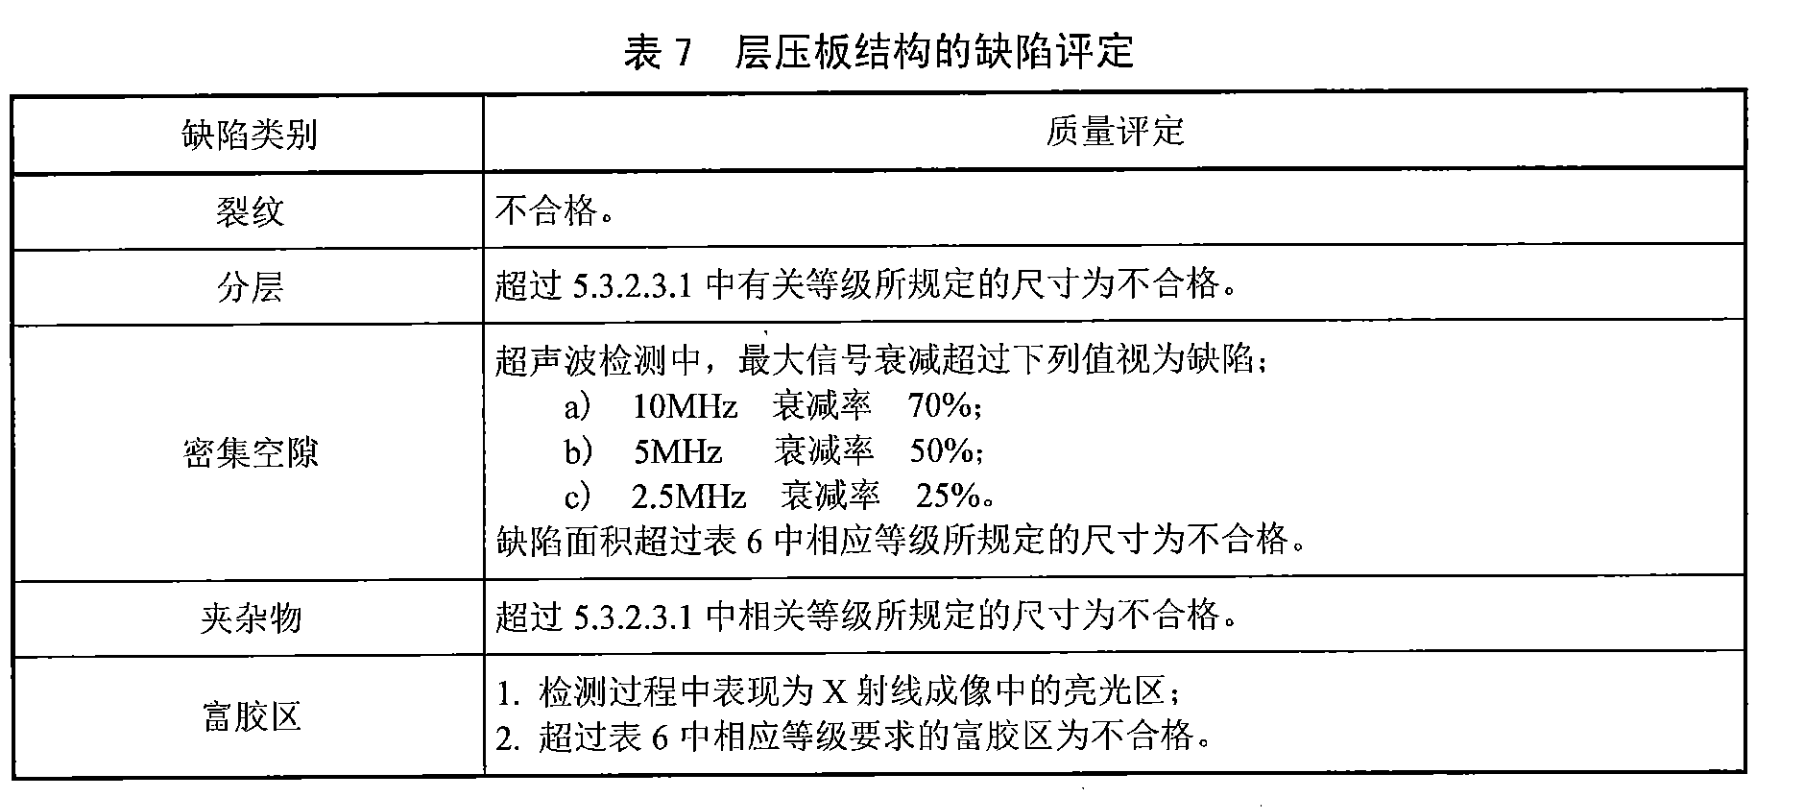 表 7 层压板结构的缺陷评定
缺陷类别 质量评定
裂纹 不合格。
分层 超过 5.3.2.3.1 中有关等级所规定的尺寸为不合格。
密集空隙 超声波检测中，最大信号衰减超过下列值视为缺陷；
a） 10MHz 衰减率 70%；
b） 5MHz 衰减率 50%；
c） 2.5MHz 衰减率 25%。
缺陷面积超过表 6 中相应等级所规定的尺寸为不合格。
夹杂物 超过 5.3.2.3.1 中相关等级所规定的尺寸为不合格。
富胶区 1. 检测过程中表现为 X 射线成像中的亮光区；
2. 超过表 6 中相应等级要求的富胶区为不合格。